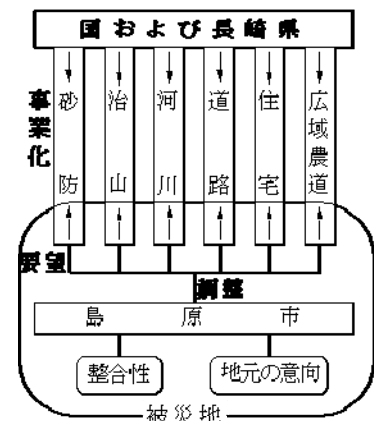 国および長崎県
事業化
砂防
治山
河川
道路
住宅
広域農道
要望
調整
島原市
整合性
地元の意向
被災地